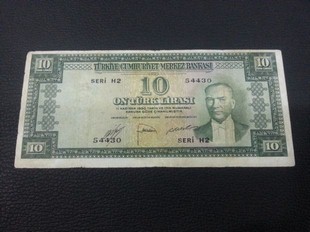 TÜRKİYE CUMHURİYET MERKEZ BANKASI
10 10
SERİ H2 54430
10
ON TÜRK LİRASI
54430 SERİ H2
10 10